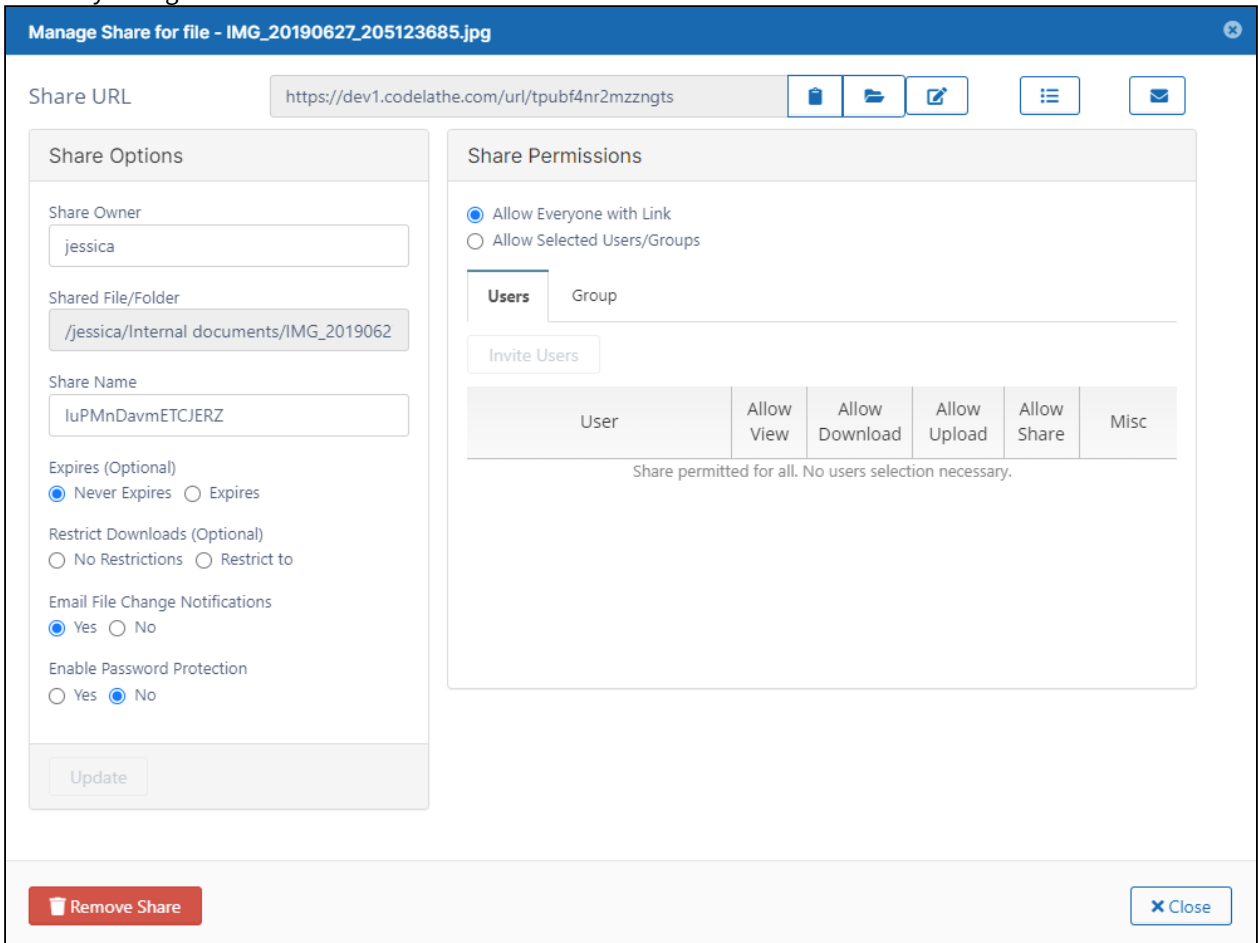 Manage Share for file - IMG_20190627_205123685.jpg
Share URL
https://dev1.codelathe.com/url/tpubf4nr2mzzngts
Share Options
Share Owner
jessica
Shared File/Folder
/jessica/Internal documents/IMG_2019062
Share Name
IuPMnDavmETCJERZ
Expires (Optional)
Never Expires Expires
Restrict Downloads (Optional)
No Restrictions Restrict to
Email File Change Notifications
Yes No
Enable Password Protection
Yes No
Update
Share Permissions
Allow Everyone with Link
Allow Selected Users/Groups
Users Group
Invite Users
User Allow View Allow Download Allow Upload Allow Share Misc
Share permitted for all. No users selection necessary.
Remove Share
Close